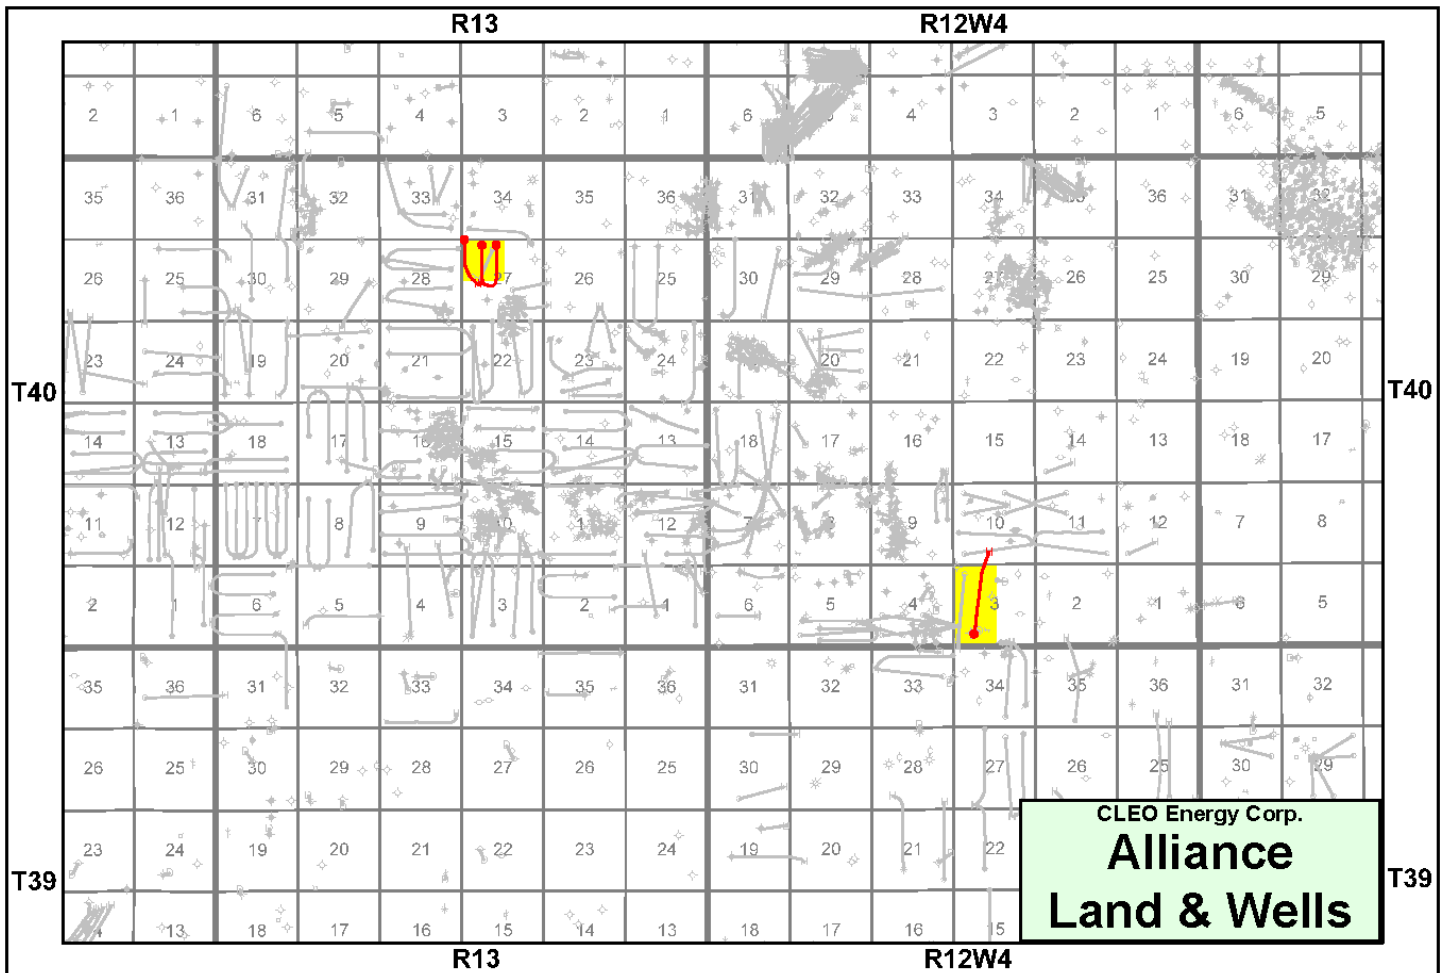 R13 R12W4
2 1 6 5 4 3 2 1 6 4 3 2 1 6 5
35 36 31 32 33 34 35 36 31 32 33 34 36 31
26 25 30 29 28 27 26 25 30 29 28 27 26 25 30 29
23 24 19 20 21 22 23 24 20 21 22 23 24 19 20
T40 T40
14 13 18 17 16 15 14 13 18 17 16 15 14 13 18 17
11 12 7 8 9 10 12 7 9 10 11 12 7 8
2 1 6 5 4 3 2 1 6 5 4 3 2 1 6 5
35 36 31 32 33 34 35 36 31 32 33 34 35 36 31 32
26 25 30 29 28 27 26 25 30 29 28 27 26 25 30 29
CLEO Energy Corp.
23 24 19 20 21 22 23 24 19 20 21 22 Alliance
T39 T39
Land & Wells
13 18 17 16 15 14 13 18 17 16 15
R13 R12W4